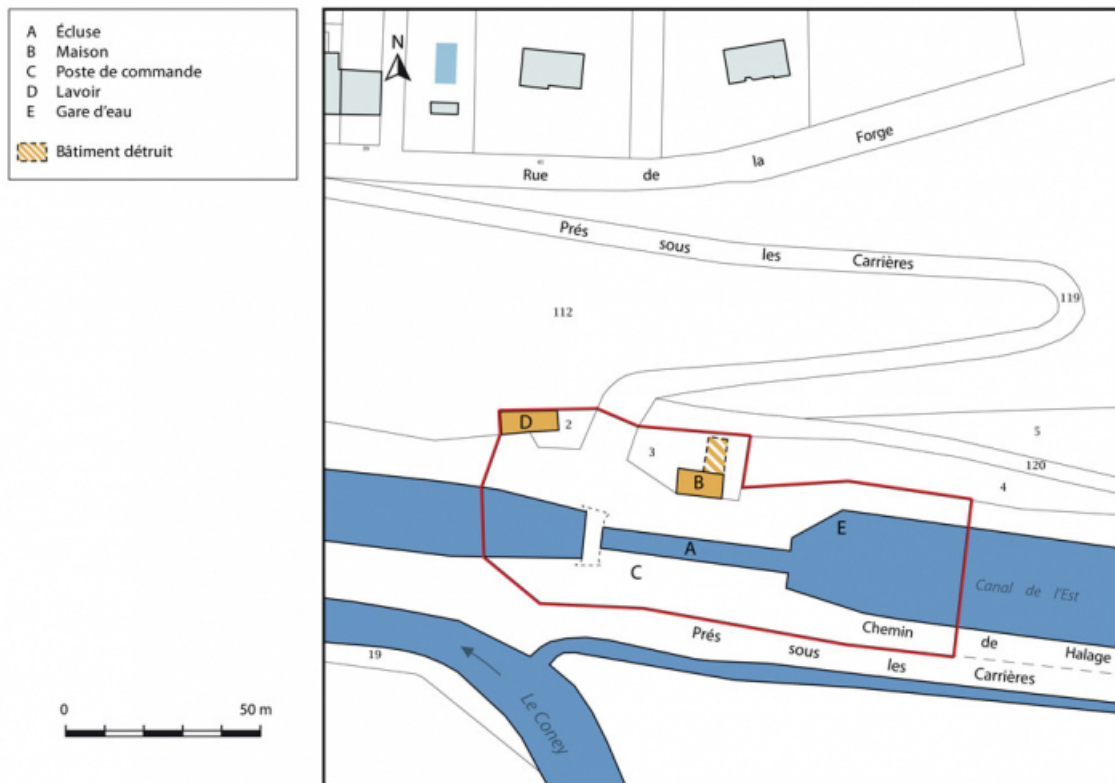 A Écluse
B Maison
C Poste de commande
D Lavoir
E Gare d'eau
Bâtiment détruit
0 50 m
N
Rue de la Forge
Prés sous les Carrières
119
112
D
2
3
B
5
120
4
E
A
C
Canal de l'Est
Chemin de Halage
Prés sous les Carrières
19
Le Coney